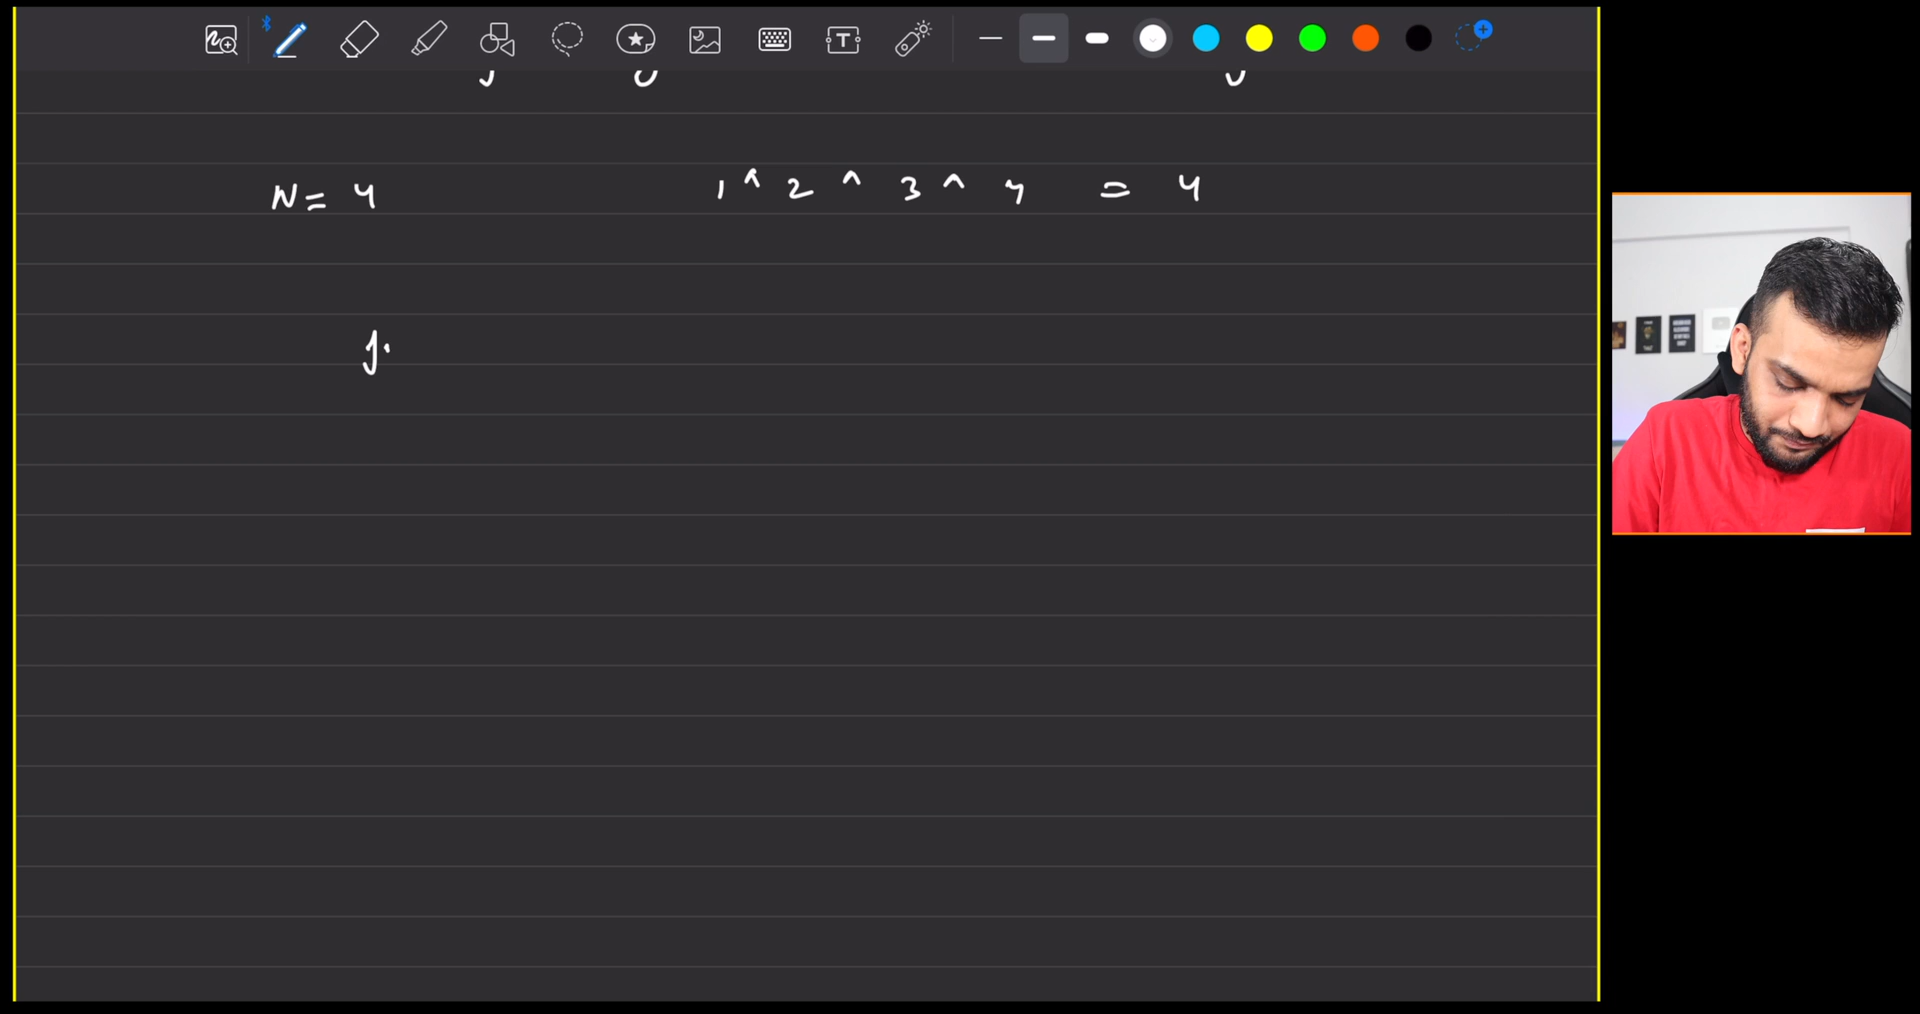 N = 4 1 ^ 2 ^ 3 ^ 4 = 4